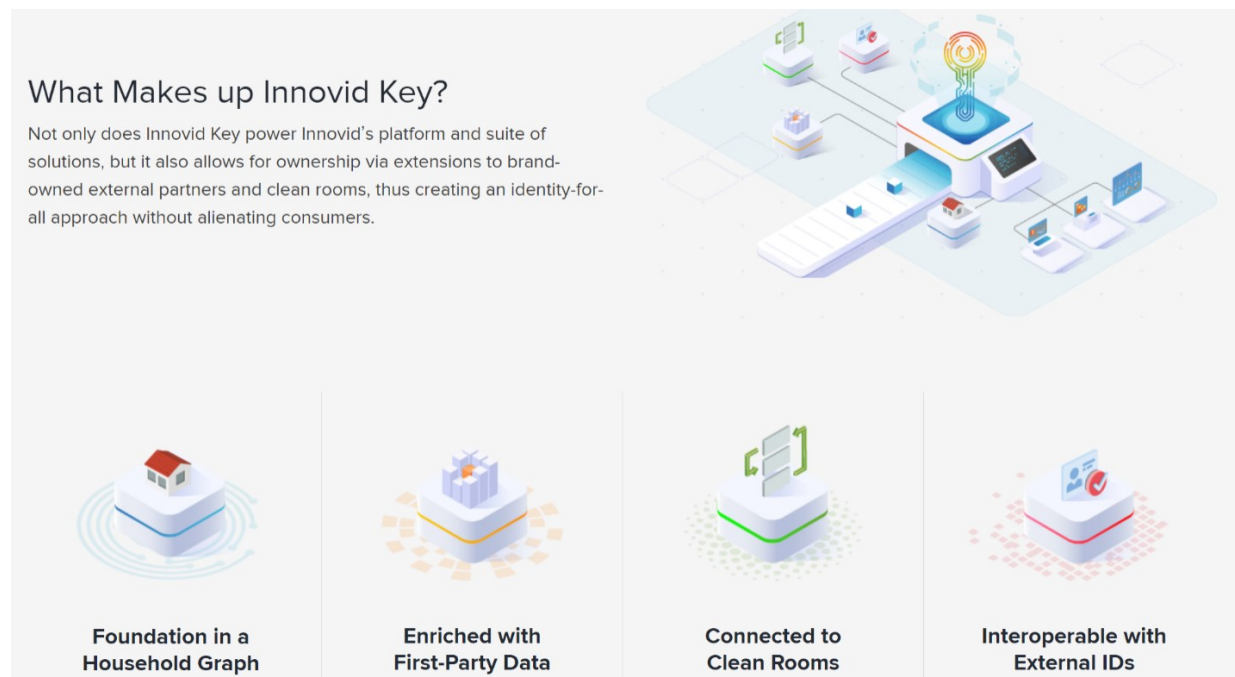 What Makes up Innovid Key?
Not only does Innovid Key power Innovid's platform and suite of
solutions, but it also allows for ownership via extensions to brand-
owned external partners and clean rooms, thus creating an identity-for-
all approach without alienating consumers.
Foundation in a
Household Graph
Enriched with
First-Party Data
Connected to
Clean Rooms
Interoperable with
External IDs